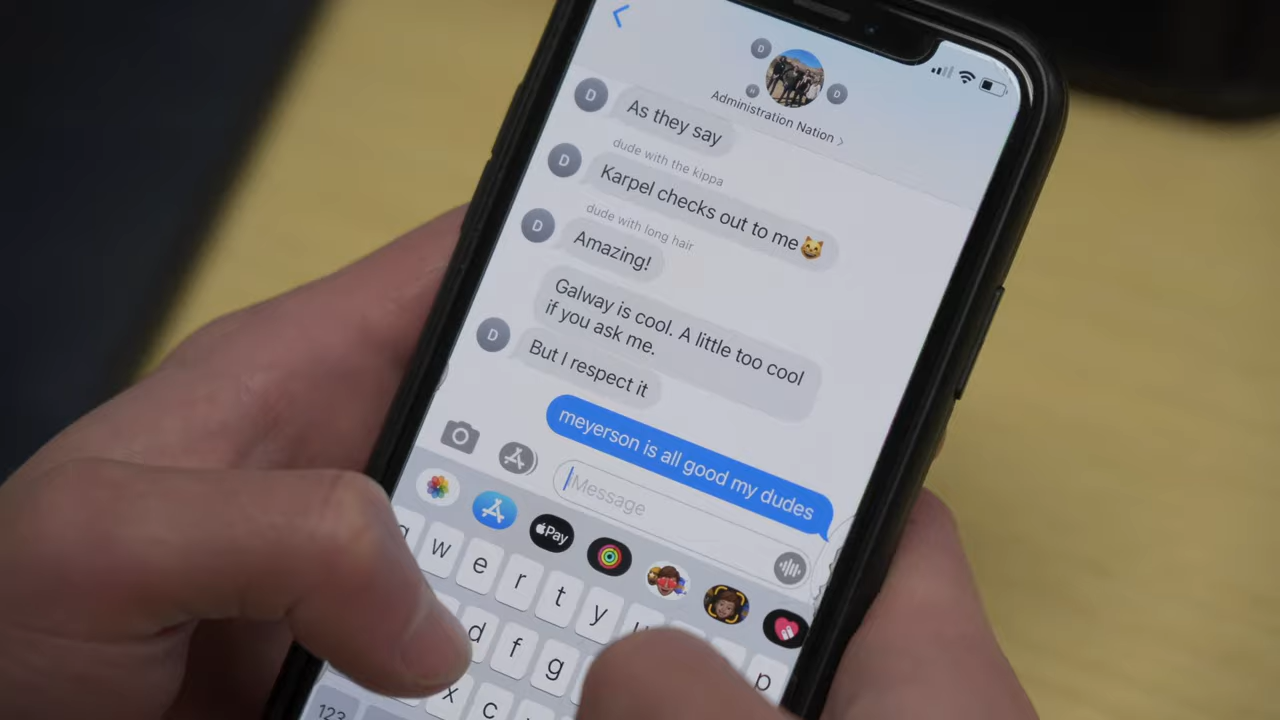 D
D
N
Administration Nation
D
As they say
dude with the kippa
D
Karpel checks out to me😺
dude with long hair
D
Amazing!
Galway is cool. A little too cool
if you ask me.
D
But I respect it
meyerson is all good my dudes
iMessage
Pay
q w e r t y u p
d f g
x c
123